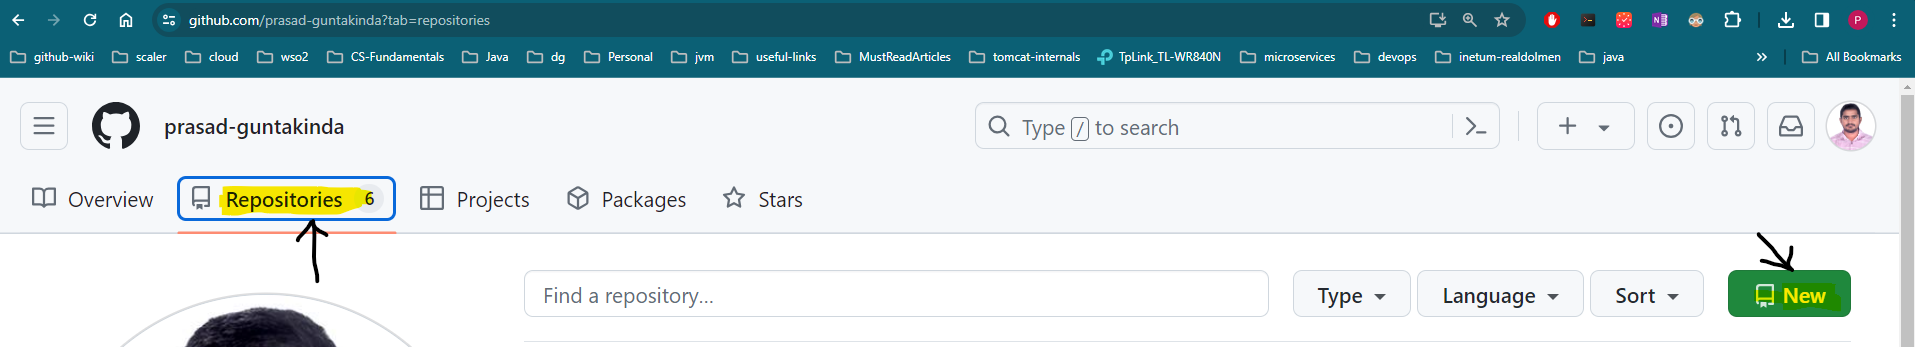 github.com/prasad-guntakinda?tab=repositories
P
github-wiki scaler cloud wso2 CS-Fundamentals Java dg Personal jvm useful-links MustReadArticles tomcat-internals TpLink_TL-WR840N microservices devops inetum-realdolmen java » All Bookmarks
prasad-guntakinda Type / to search
Overview Repositories 6 Projects Packages Stars
Find a repository... Type Language Sort New